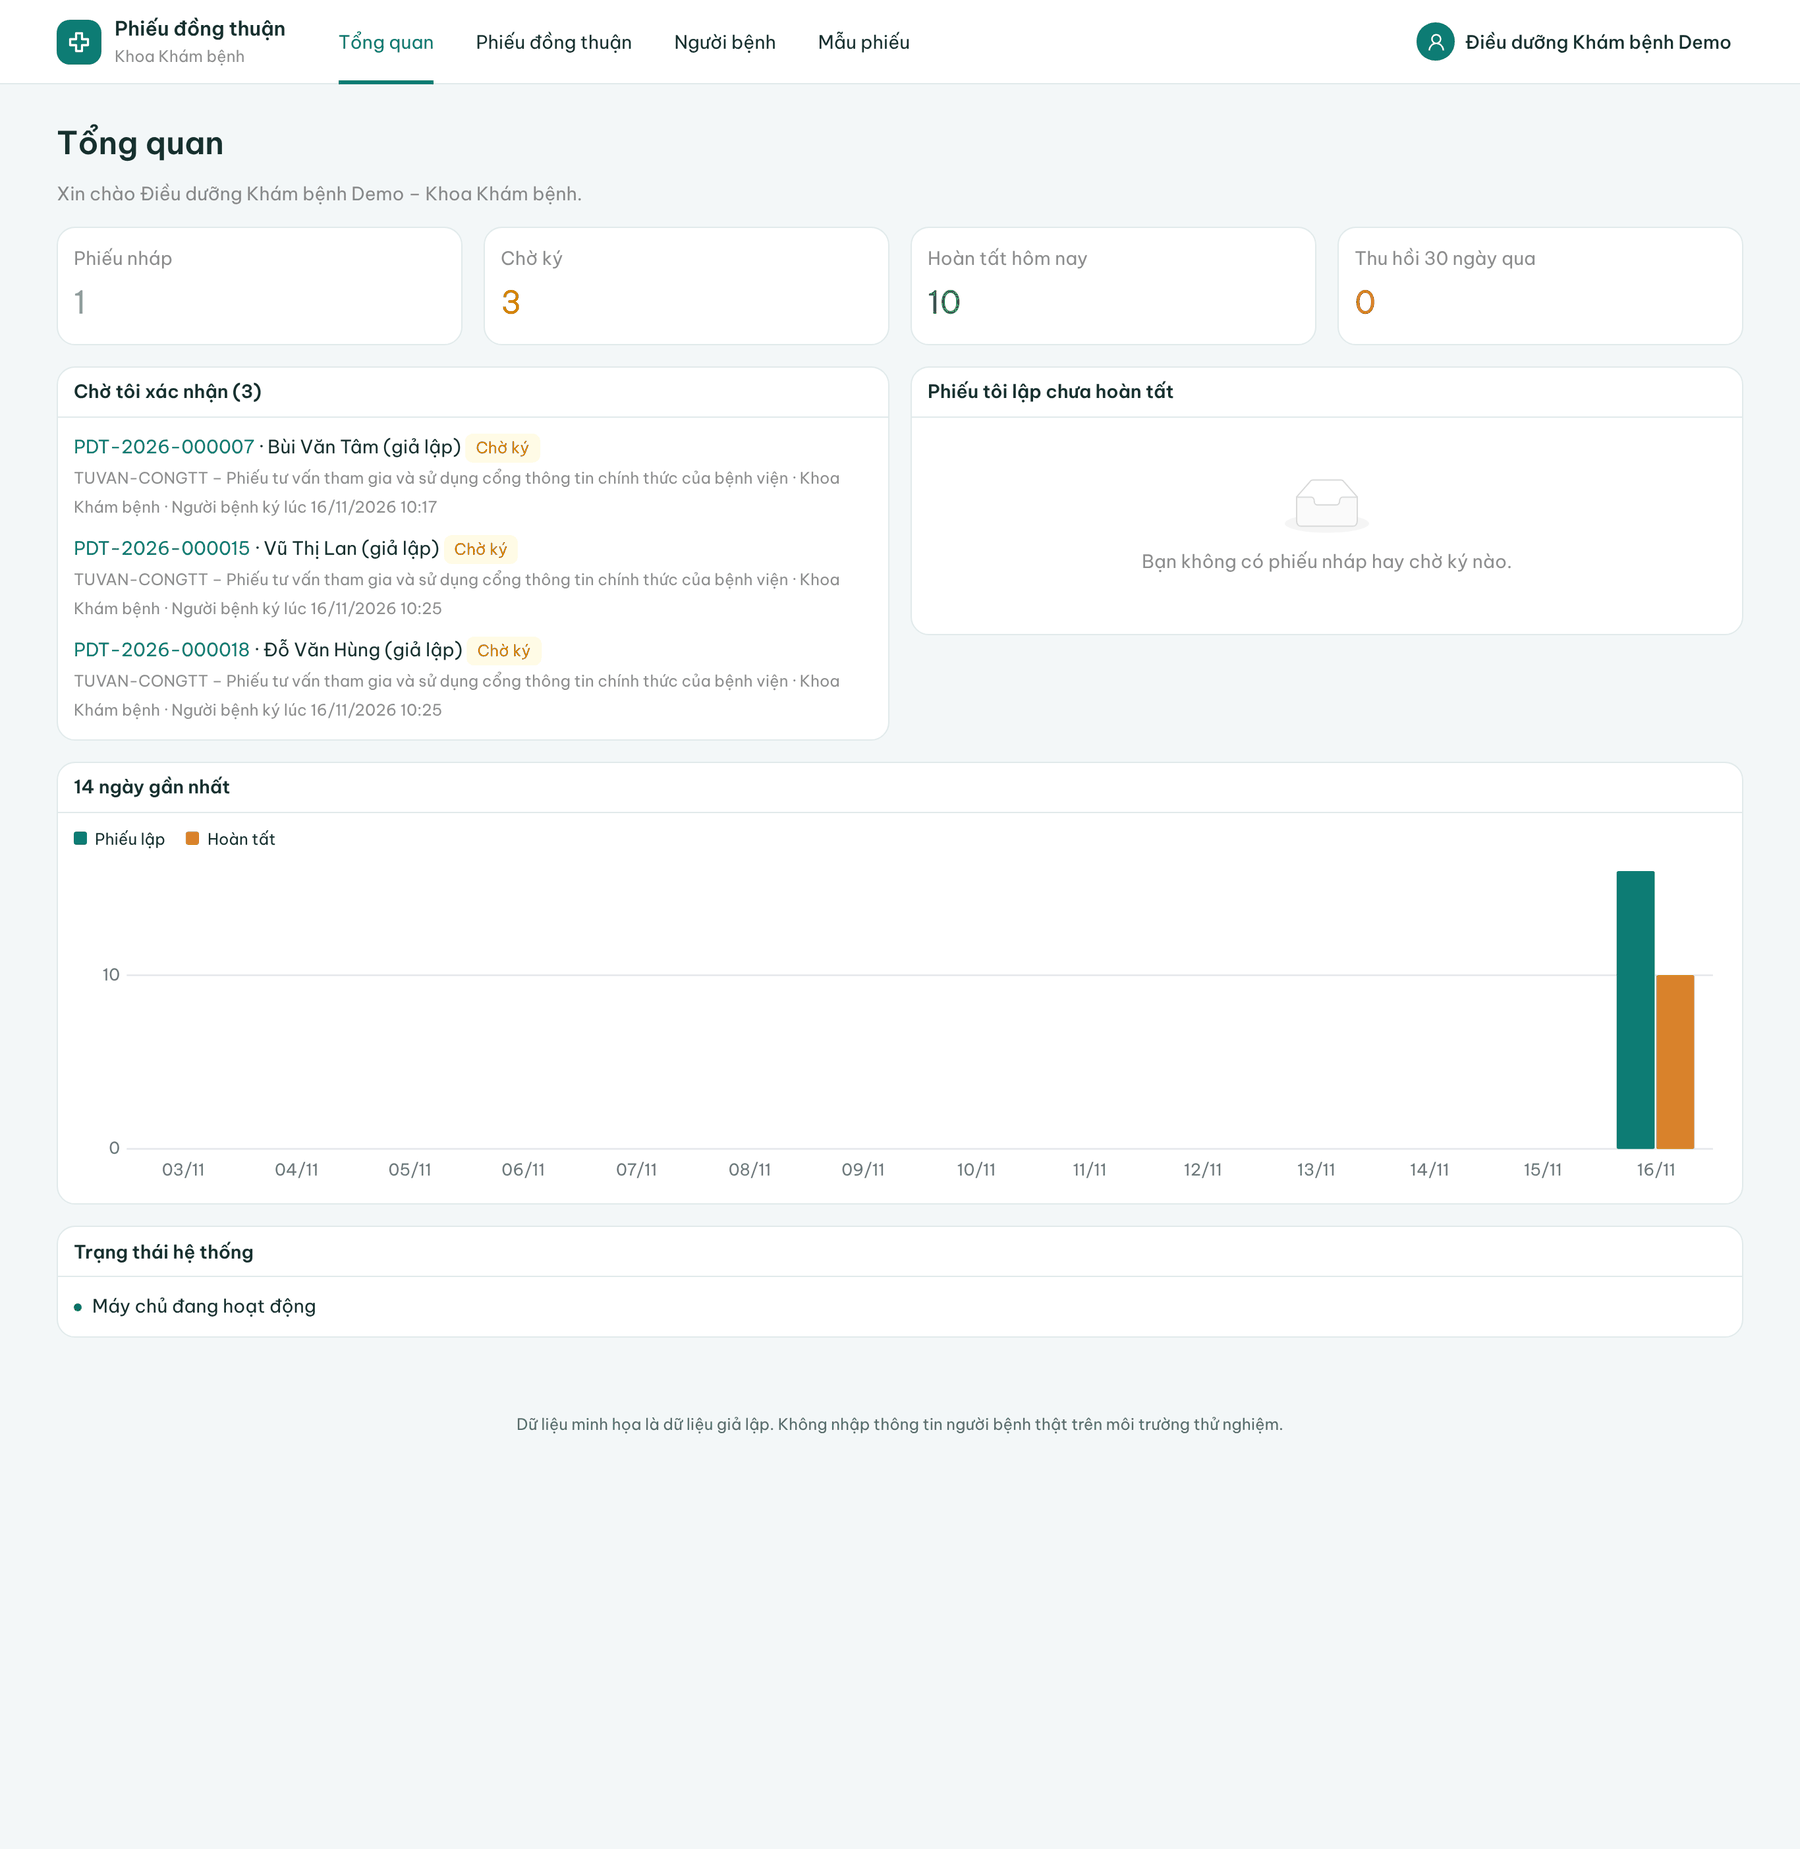 Phiếu đồng thuận
Khoa Khám bệnh
Tổng quan
Phiếu đồng thuận
Người bệnh
Mẫu phiếu
Điều dưỡng Khám bệnh Demo
Tổng quan
Xin chào Điều dưỡng Khám bệnh Demo – Khoa Khám bệnh.
Phiếu nháp
1
Chờ ký
3
Hoàn tất hôm nay
10
Thu hồi 30 ngày qua
0
Chờ tôi xác nhận (3)
PDT-2026-000007 · Bùi Văn Tâm (giả lập) Chờ ký
TUVAN-CONGTT – Phiếu tư vấn tham gia và sử dụng cổng thông tin chính thức của bệnh viện · Khoa
Khám bệnh · Người bệnh ký lúc 16/11/2026 10:17
PDT-2026-000015 · Vũ Thị Lan (giả lập) Chờ ký
TUVAN-CONGTT – Phiếu tư vấn tham gia và sử dụng cổng thông tin chính thức của bệnh viện · Khoa
Khám bệnh · Người bệnh ký lúc 16/11/2026 10:25
PDT-2026-000018 · Đỗ Văn Hùng (giả lập) Chờ ký
TUVAN-CONGTT – Phiếu tư vấn tham gia và sử dụng cổng thông tin chính thức của bệnh viện · Khoa
Khám bệnh · Người bệnh ký lúc 16/11/2026 10:25
Phiếu tôi lập chưa hoàn tất
Bạn không có phiếu nháp hay chờ ký nào.
14 ngày gần nhất
Phiếu lập
Hoàn tất
10
0
03/11 04/11 05/11 06/11 07/11 08/11 09/11 10/11 11/11 12/11 13/11 14/11 15/11 16/11
Trạng thái hệ thống
Máy chủ đang hoạt động
Dữ liệu minh họa là dữ liệu giả lập. Không nhập thông tin người bệnh thật trên môi trường thử nghiệm.